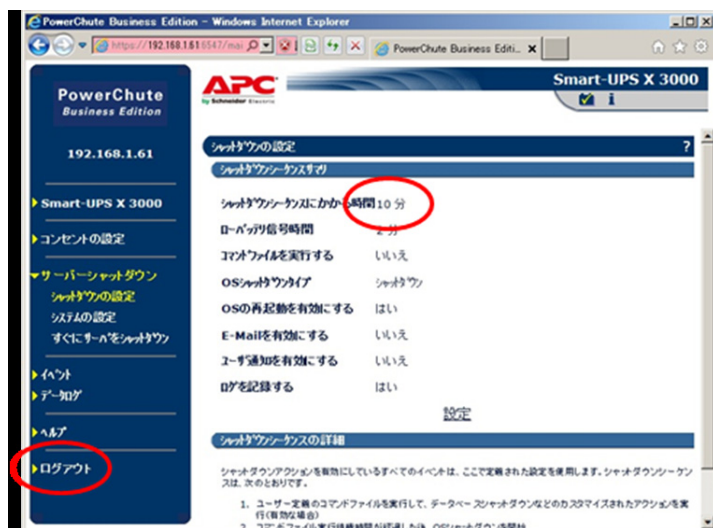 PowerChute Business Edition - Windows Internet Explorer
https://192.168.1.61:6547/mai
PowerChute Business Editi...
PowerChute
Business Edition
APC
by Schneider Electric
Smart-UPS X 3000
192.168.1.61
Smart-UPS X 3000
コンセントの設定
サーバーシャットダウン
シャットダウンの設定
システムの設定
すぐにサーバをシャットダウン
イベント
データログ
ヘルプ
ログアウト
シャットダウンの設定 ?
シャットダウンシーケンスサマリ
シャットダウンシーケンスにかかる時間 10 分
ローバッテリ信号時間 2 分
コマンドファイルを実行する いいえ
OSシャットダウンタイプ シャットダウン
OSの再起動を有効にする はい
E-Mailを有効にする いいえ
ユーザ通知を有効にする いいえ
ログを記録する はい
設定
シャットダウンシーケンスの詳細
シャットダウンアクションを有効にしているすべてのイベントは、ここで定義された設定を使用します。シャットダウンシーケン
スは、次のとおりです。
1. ユーザー定義のコマンドファイルを実行して、データベースシャットダウンなどのカスタマイズされたアクションを実
行(有効な場合)